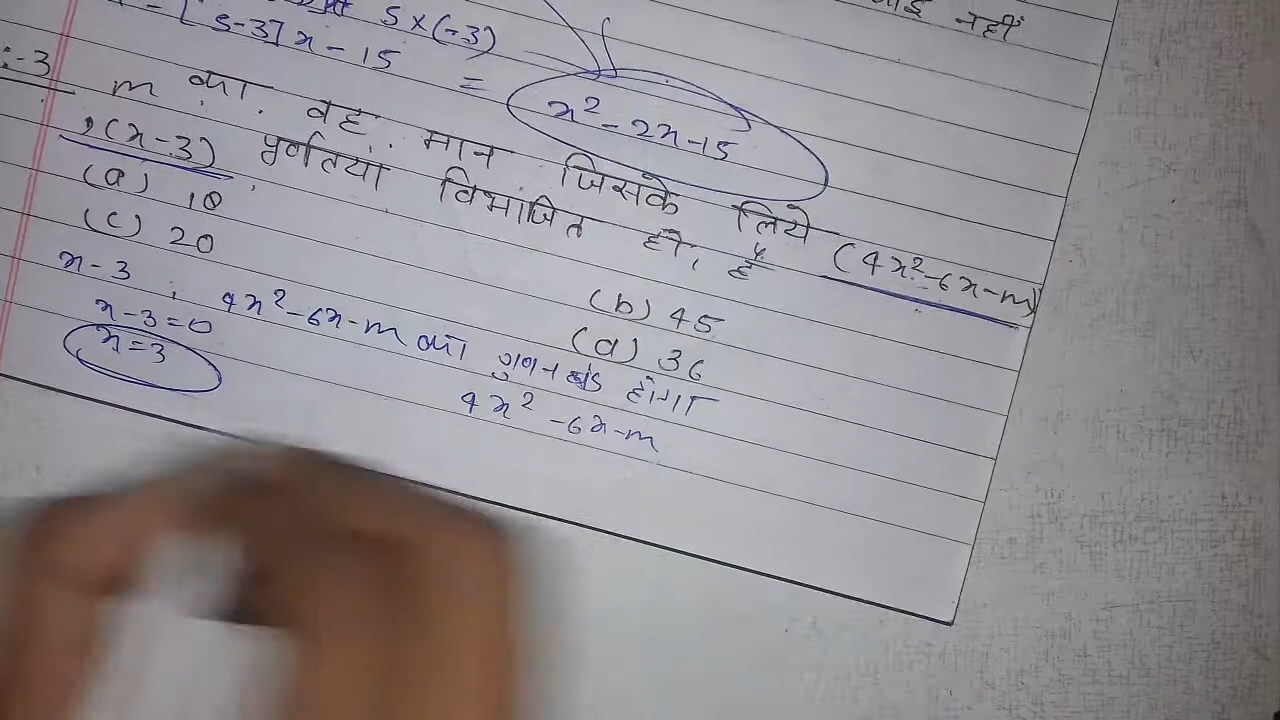 5×(-3)
[5-3]x-15
= x²-2x-15
नहीं
:-3
m का वह मान जिसके लिये (4x²-6x-m)
, (x-3) पूर्णतया विभाजित हो, है
(a) 10
(b) 45
(c) 20
(a) 36
x-3, 4x²-6x-m का गुणनखंड होगा
x-3=0
x=3
4x²-6x-m